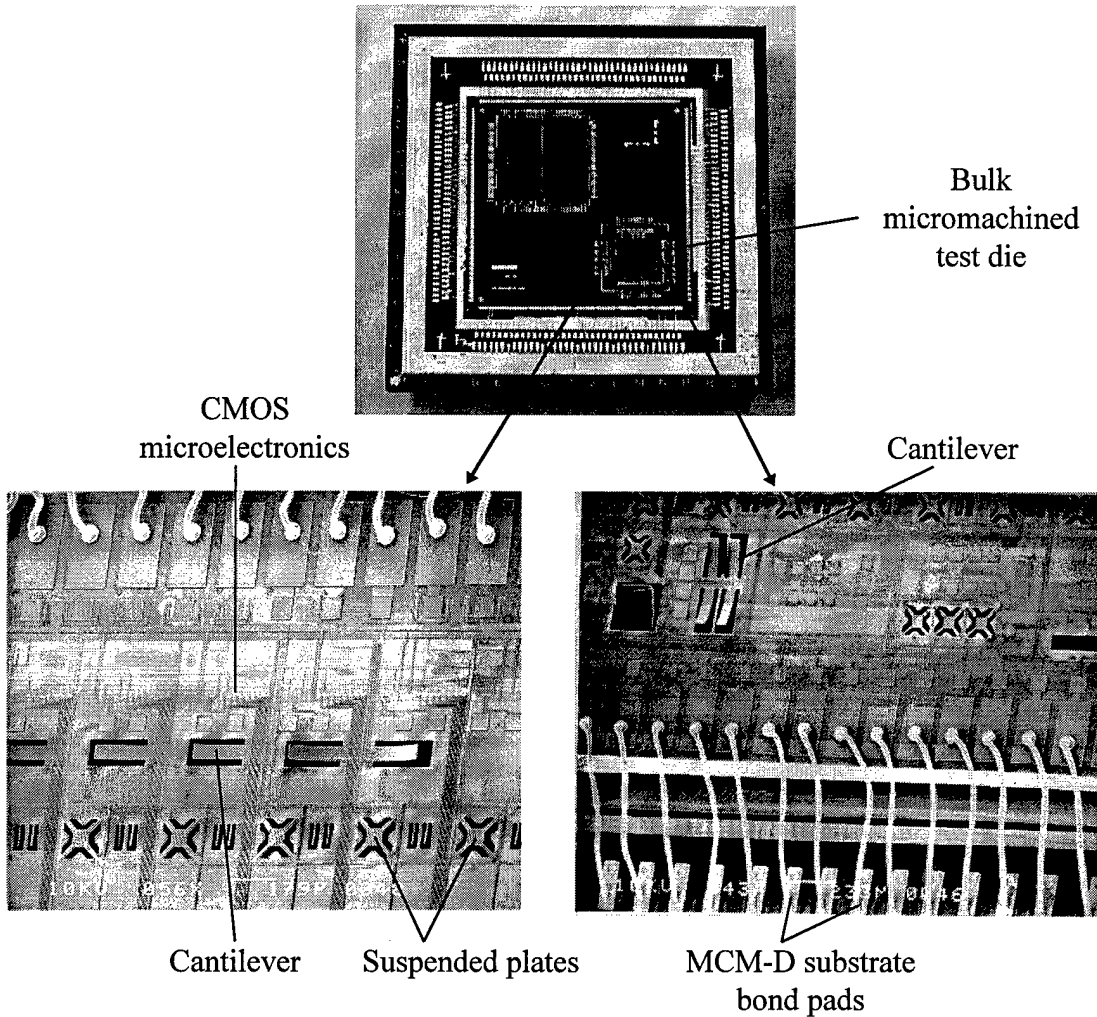 Bulk
micromachined
test die
CMOS
microelectronics
Cantilever
Cantilever
Suspended plates
MCM-D substrate
bond pads